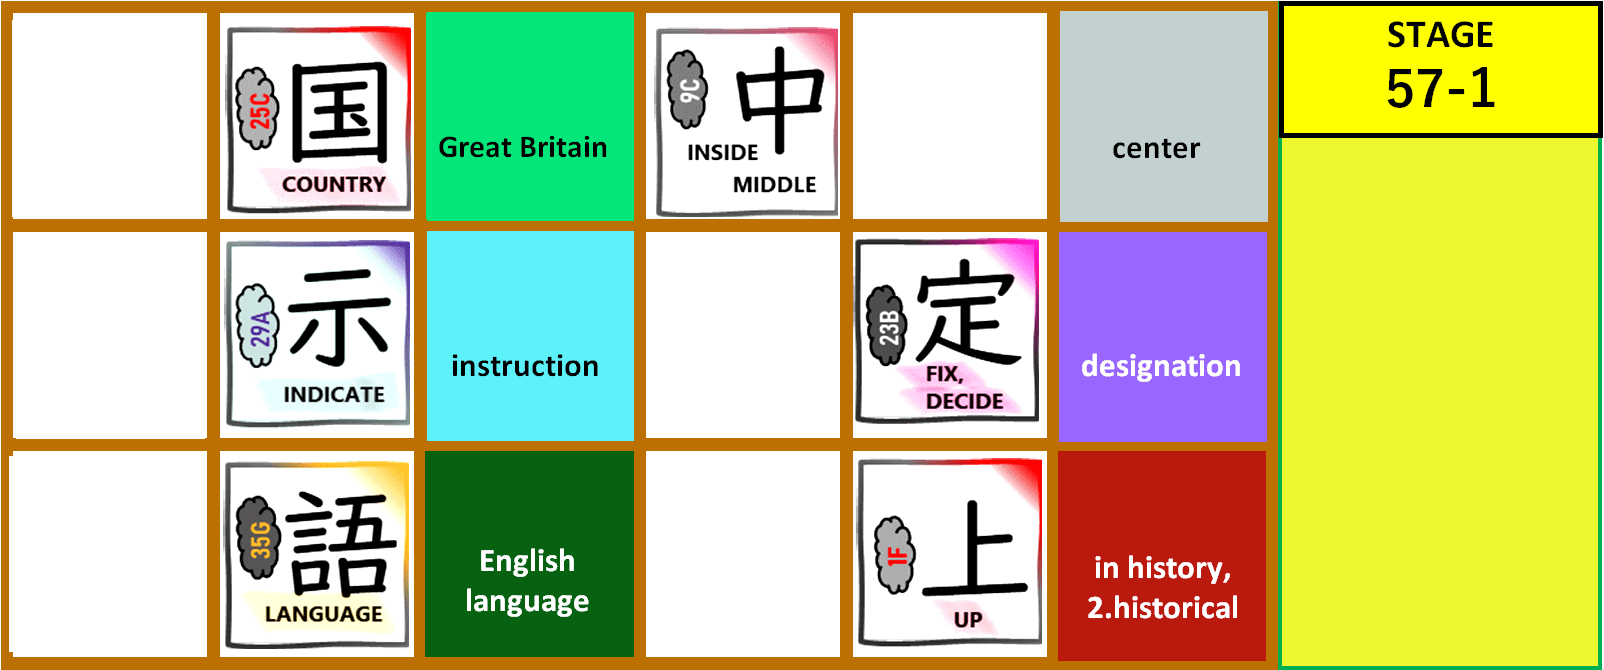 25C
国
COUNTRY
Great Britain
9C
中
INSIDE
MIDDLE
center
STAGE
57-1
29A
示
INDICATE
instruction
23B
定
FIX,
DECIDE
designation
35G
語
LANGUAGE
English
language
1F
上
UP
in history,
2.historical